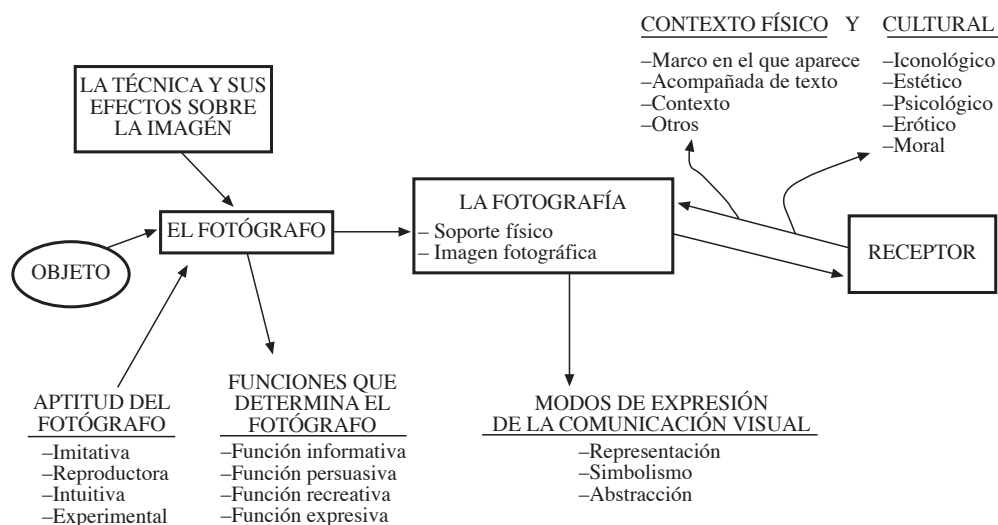 CONTEXTO FÍSICO Y CULTURAL
–Marco en el que aparece
–Acompañada de texto
–Contexto
–Otros
–Iconológico
–Estético
–Psicológico
–Erótico
–Moral
LA TÉCNICA Y SUS
EFECTOS SOBRE
LA IMAGÉN
OBJETO
EL FOTÓGRAFO
LA FOTOGRAFÍA
– Soporte físico
– Imagen fotográfica
RECEPTOR
APTITUD DEL
FOTÓGRAFO
–Imitativa
–Reproductora
–Intuitiva
–Experimental
FUNCIONES QUE
DETERMINA EL
FOTÓGRAFO
–Función informativa
–Función persuasiva
–Función recreativa
–Función expresiva
MODOS DE EXPRESIÓN
DE LA COMUNICACIÓN VISUAL
–Representación
–Simbolismo
–Abstracción